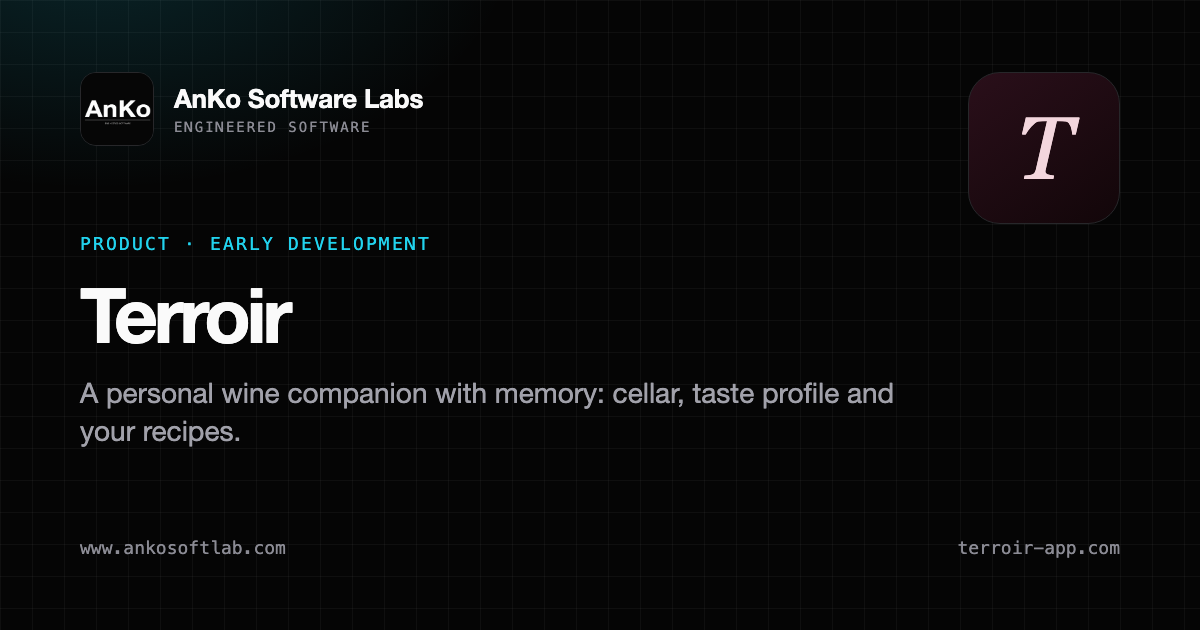 AnKo
AnKo Software Labs
ENGINEERED SOFTWARE
T
PRODUCT · EARLY DEVELOPMENT
Terroir
A personal wine companion with memory: cellar, taste profile and
your recipes.
www.ankosoftlab.com
terroir-app.com